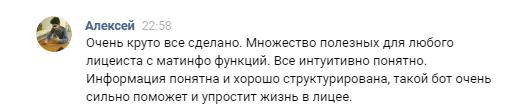 Алексей 22:58
Очень круто все сделано. Множество полезных для любого
лицеиста с матинфо функций. Все интуитивно понятно.
Информация понятна и хорошо структурирована, такой бот очень
сильно поможет и упростит жизнь в лицее.